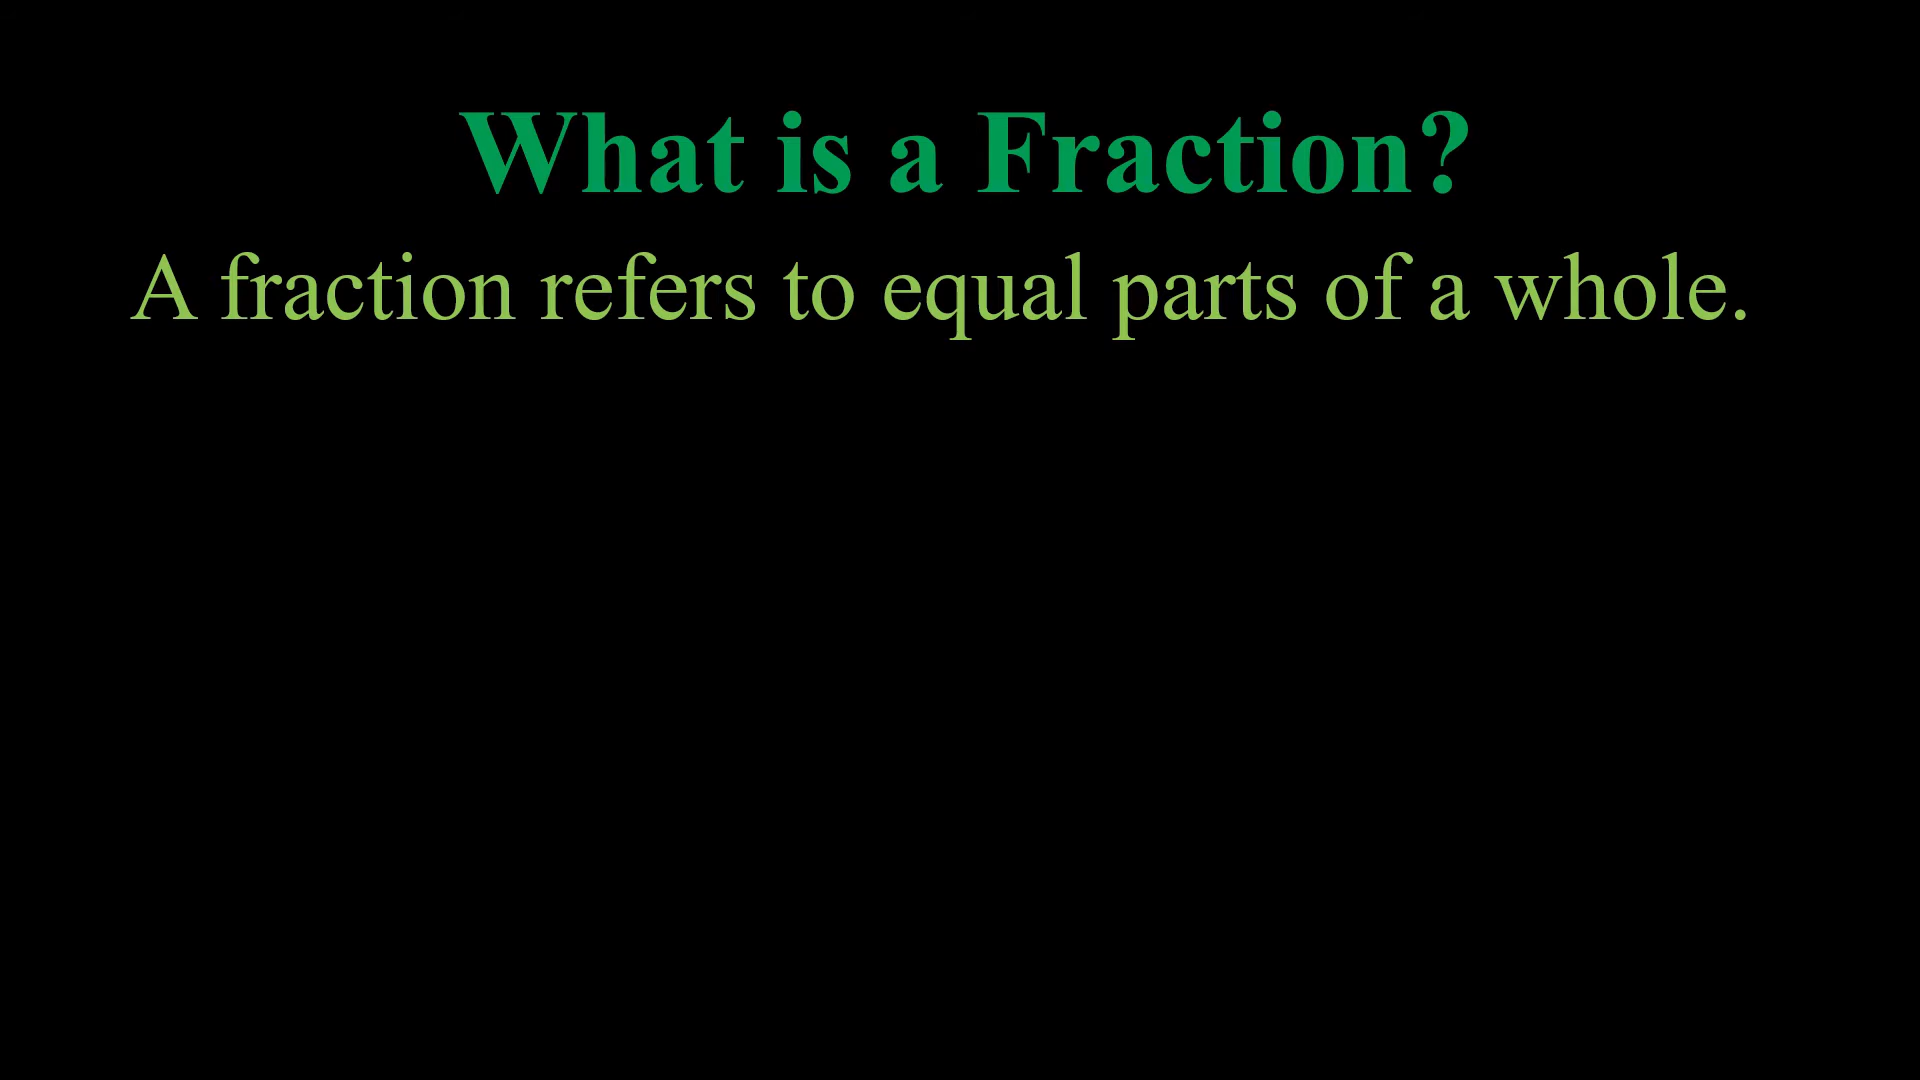 What is a Fraction?
A fraction refers to equal parts of a whole.